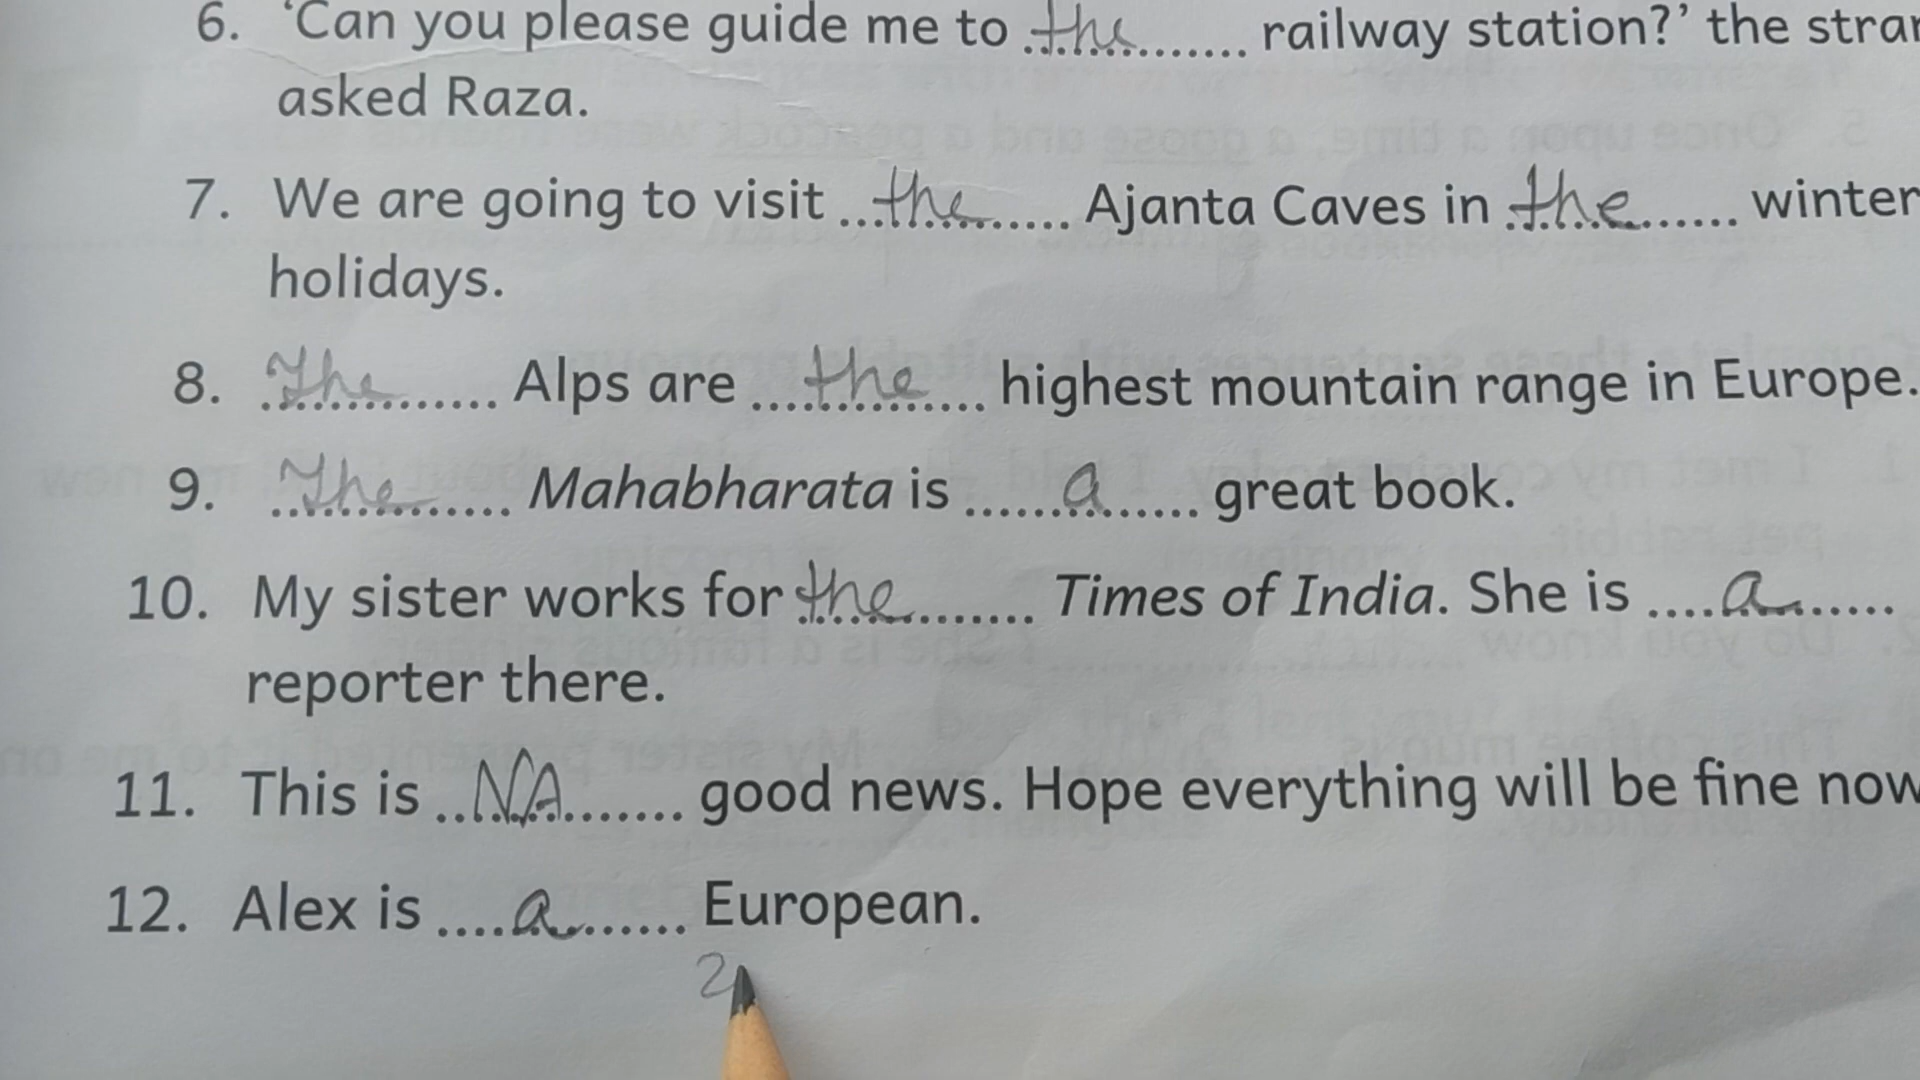 6. 'Can you please guide me to the railway station?' the
asked Raza.
7. We are going to visit the Ajanta Caves in the winter
holidays.
8. The Alps are the highest mountain range in Europe.
9. The Mahabharata is a great book.
10. My sister works for the Times of India. She is a
reporter there.
11. This is NA good news. Hope everything will be fine now
12. Alex is a European.